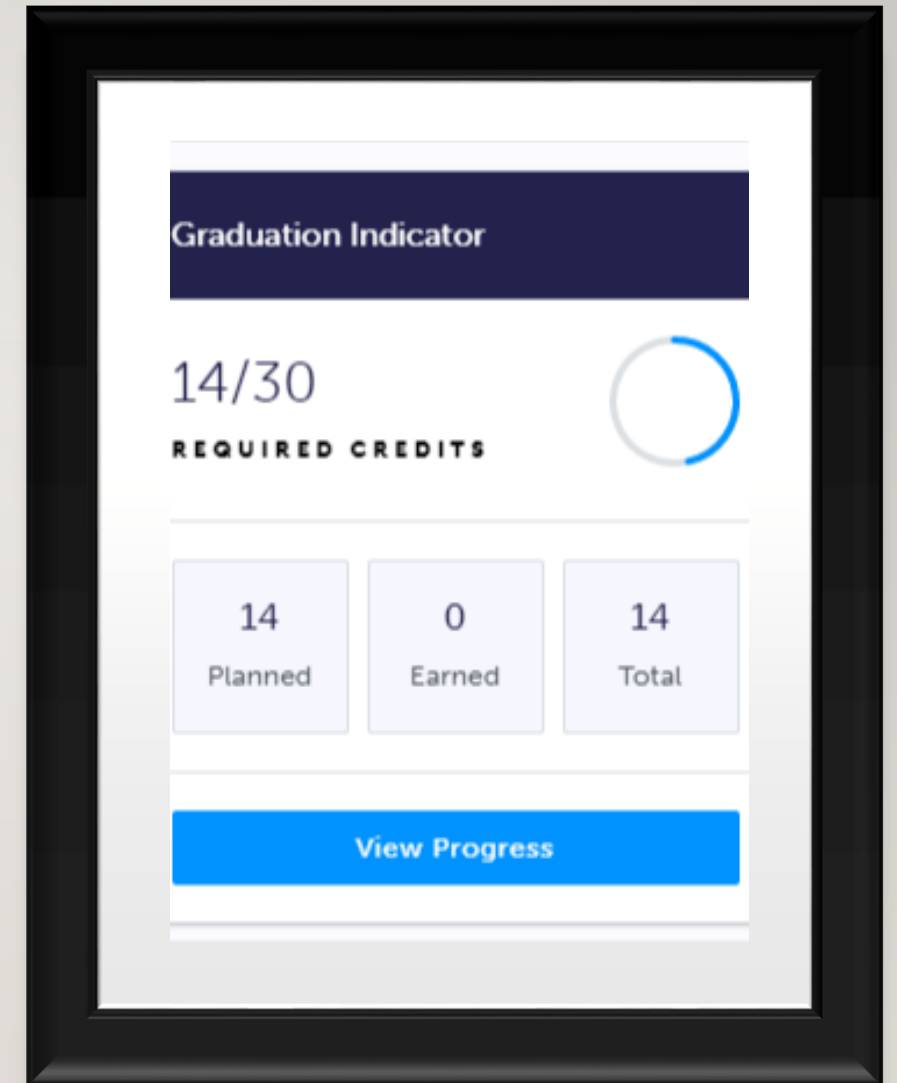 Graduation Indicator
14/30
REQUIRED CREDITS
14 0 14
Planned Earned Total
View Progress